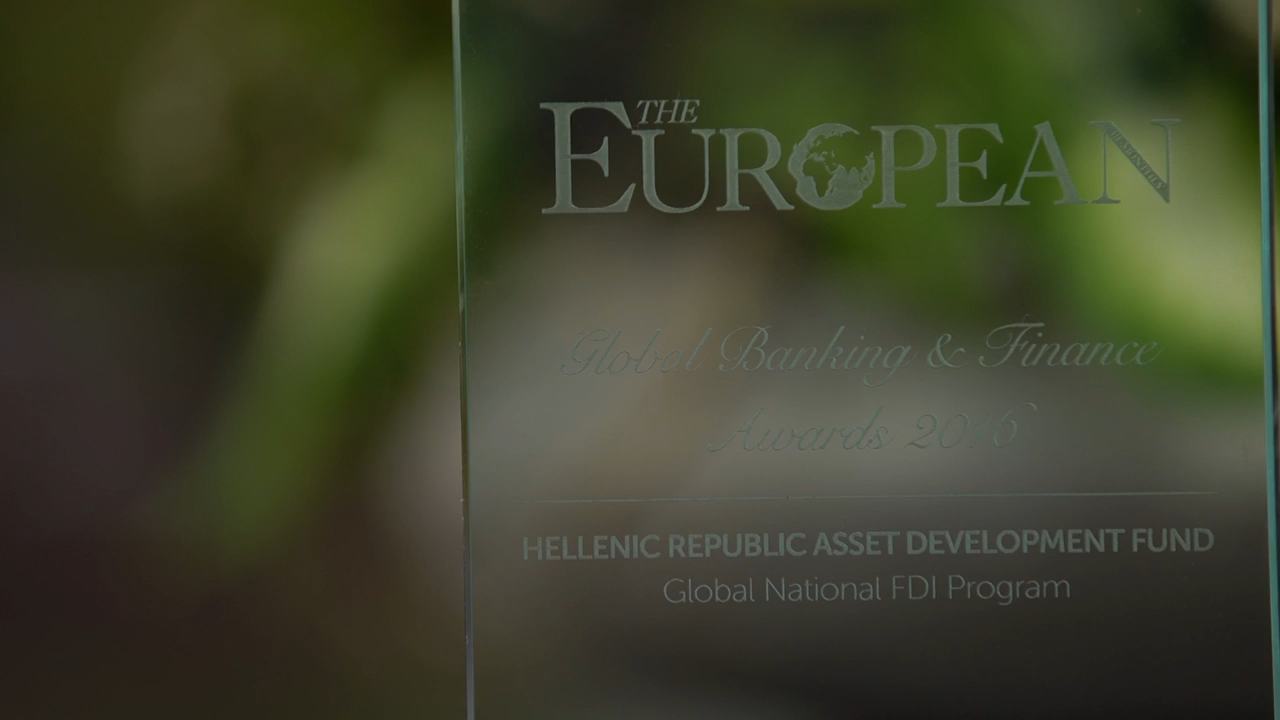 THE
EUROPEAN
Global Banking & Finance
Awards 2016
HELLENIC REPUBLIC ASSET DEVELOPMENT FUND
Global National FDI Program